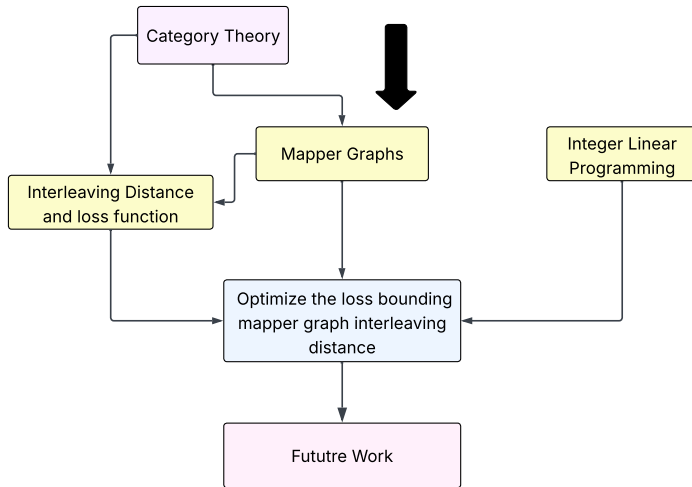 Category Theory
Mapper Graphs
Integer Linear
Programming
Interleaving Distance
and loss function
Optimize the loss bounding
mapper graph interleaving
distance
Fututre Work